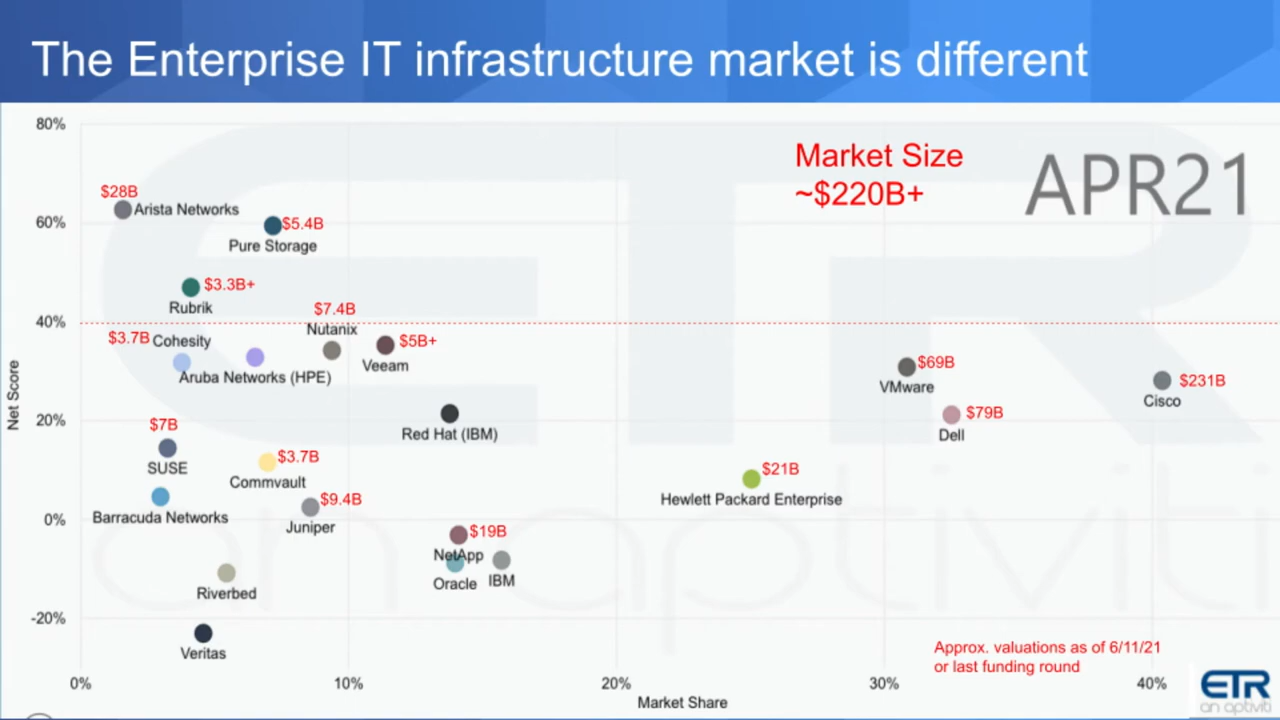 The Enterprise IT infrastructure market is different
80%
60%
40%
20%
0%
-20%
Net Score
Market Size
~$220B+
APR21
$28B
Arista Networks
$5.4B
Pure Storage
$3.3B+
Rubrik
$7.4B
Nutanix
$3.7B
Cohesity
$5B+
Veeam
Aruba Networks (HPE)
$69B
VMware
$231B
Cisco
$79B
Dell
Red Hat (IBM)
$7B
SUSE
$3.7B
Commvault
$21B
Hewlett Packard Enterprise
Barracuda Networks
$9.4B
Juniper
$19B
NetApp
Oracle
IBM
Riverbed
Veritas
Approx. valuations as of 6/11/21
or last funding round
0%
10%
20%
30%
40%
Market Share
ETR
an aptiviti
ETR
an aptiviti